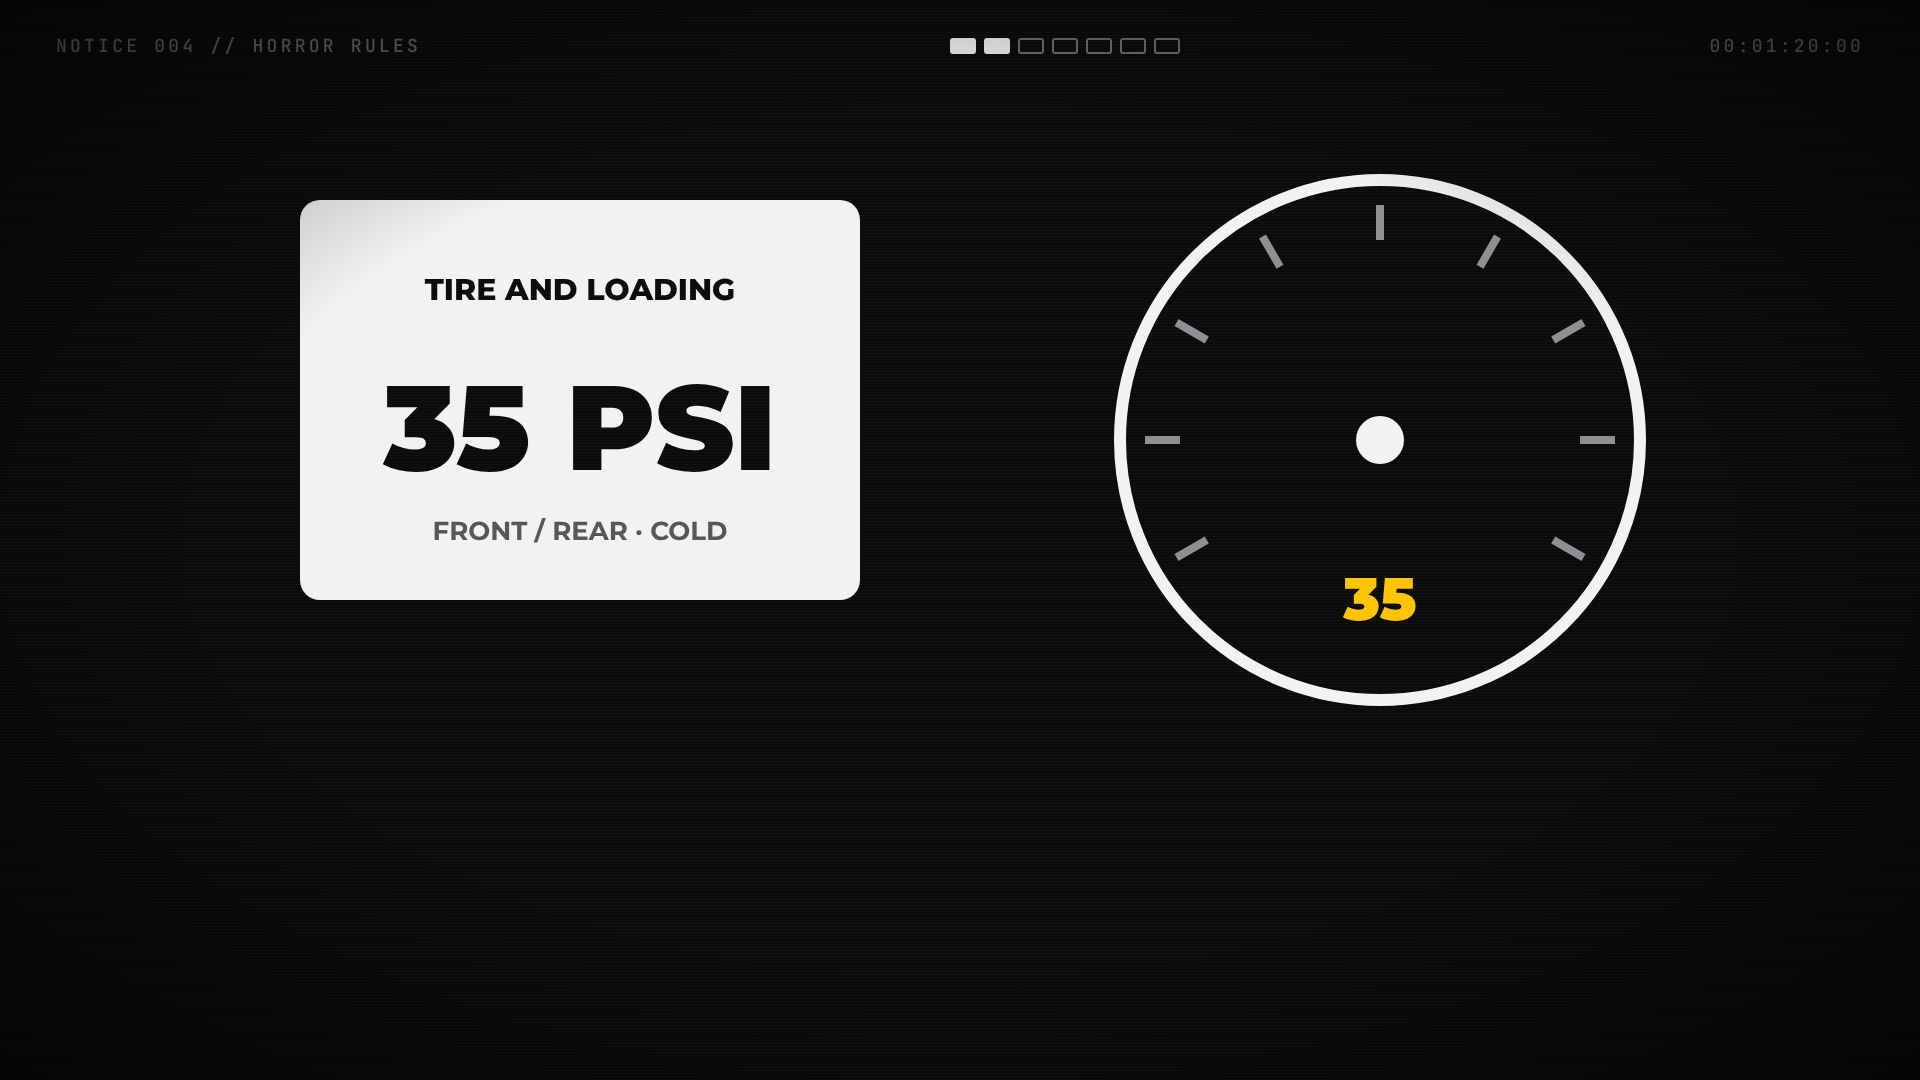 NOTICE 004 // HORROR RULES
00:01:20:00
TIRE AND LOADING
35 PSI
FRONT / REAR · COLD
35